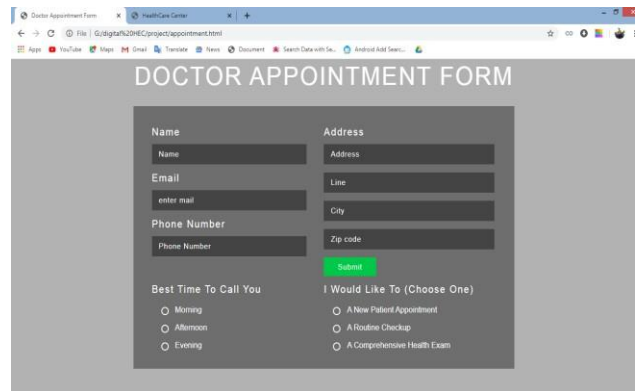 Doctor Appointment Form
HealthCare Center
File | G:/digital%20HEC/project/appointment.html
Apps YouTube Maps Gmail Translate News Document Search Data with Se... Android Add Searc...
DOCTOR APPOINTMENT FORM
Name
Name
Email
enter mail
Phone Number
Phone Number
Address
Address
Line
City
Zip code
Submit
Best Time To Call You
Morning
Afternoon
Evening
I Would Like To (Choose One)
A New Patient Appointment
A Routine Checkup
A Comprehensive Health Exam